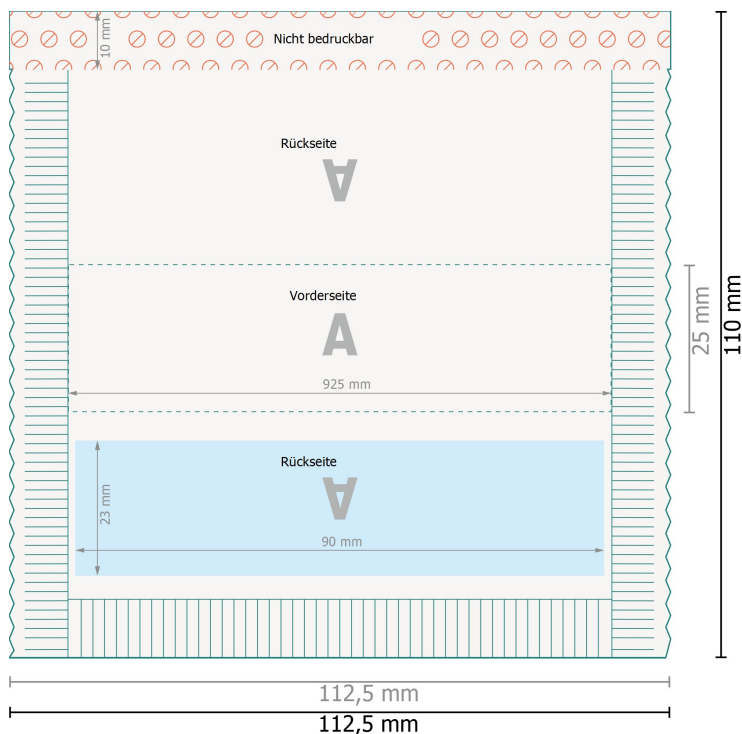 10 mm
Nicht bedruckbar
Rückseite
A
Vorderseite
A
925 mm
25 mm
110 mm
Rückseite
A
23 mm
90 mm
112,5 mm
112,5 mm